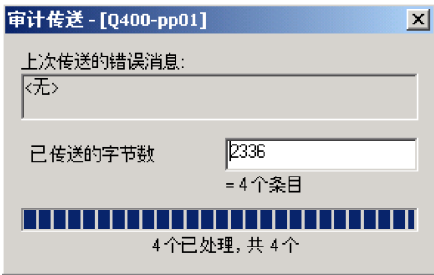 审计传送 - [Q400-pp01]
上次传送的错误消息:
<无>
已传送的字节数
2336
= 4 个条目
4 个已处理, 共 4 个